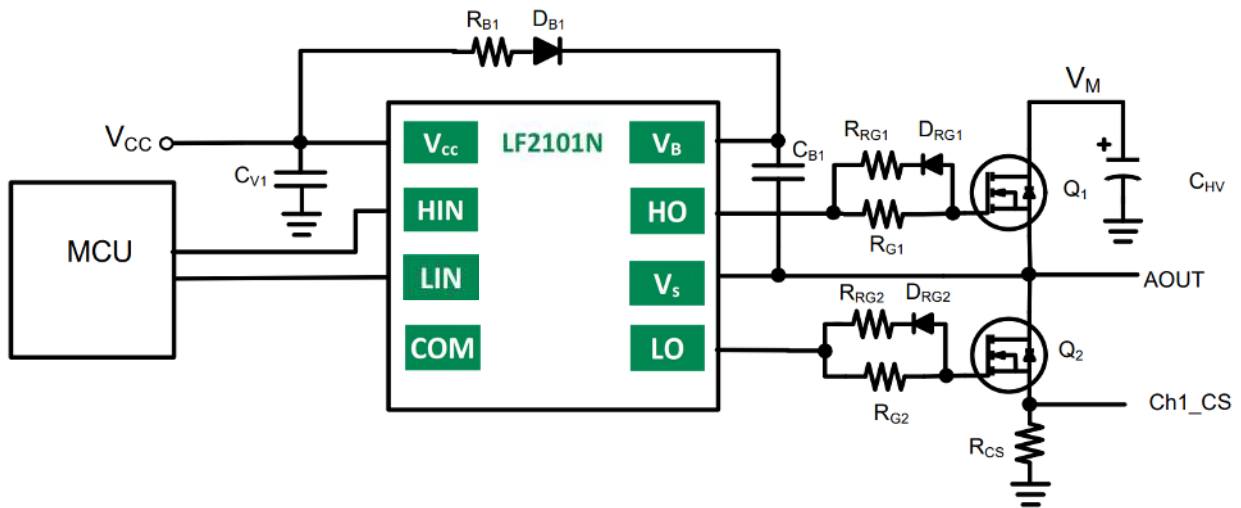 RB1
DB1
VM
VCC
Vcc
LF2101N
VB
CV1
CB1
RRG1
DRG1
Q1
CHV
+
MCU
HIN
HO
RG1
LIN
Vs
AOUT
RRG2
DRG2
COM
LO
Q2
RG2
Ch1_CS
RCS